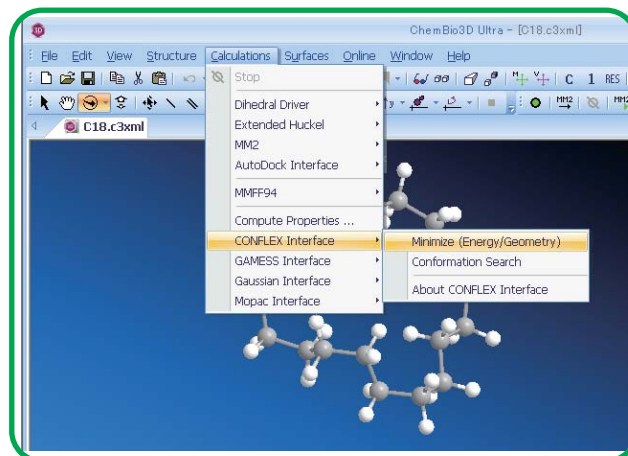 3D
ChemBio3D Ultra - [C18.c3xml]
File Edit View Structure Calculations Surfaces Online Window Help
C 1 RES
MM2
C18.c3xml
Stop
Dihedral Driver
Extended Huckel
MM2
AutoDock Interface
MMFF94
Compute Properties ...
CONFLEX Interface
GAMESS Interface
Gaussian Interface
Mopac Interface
Minimize (Energy/Geometry)
Conformation Search
About CONFLEX Interface